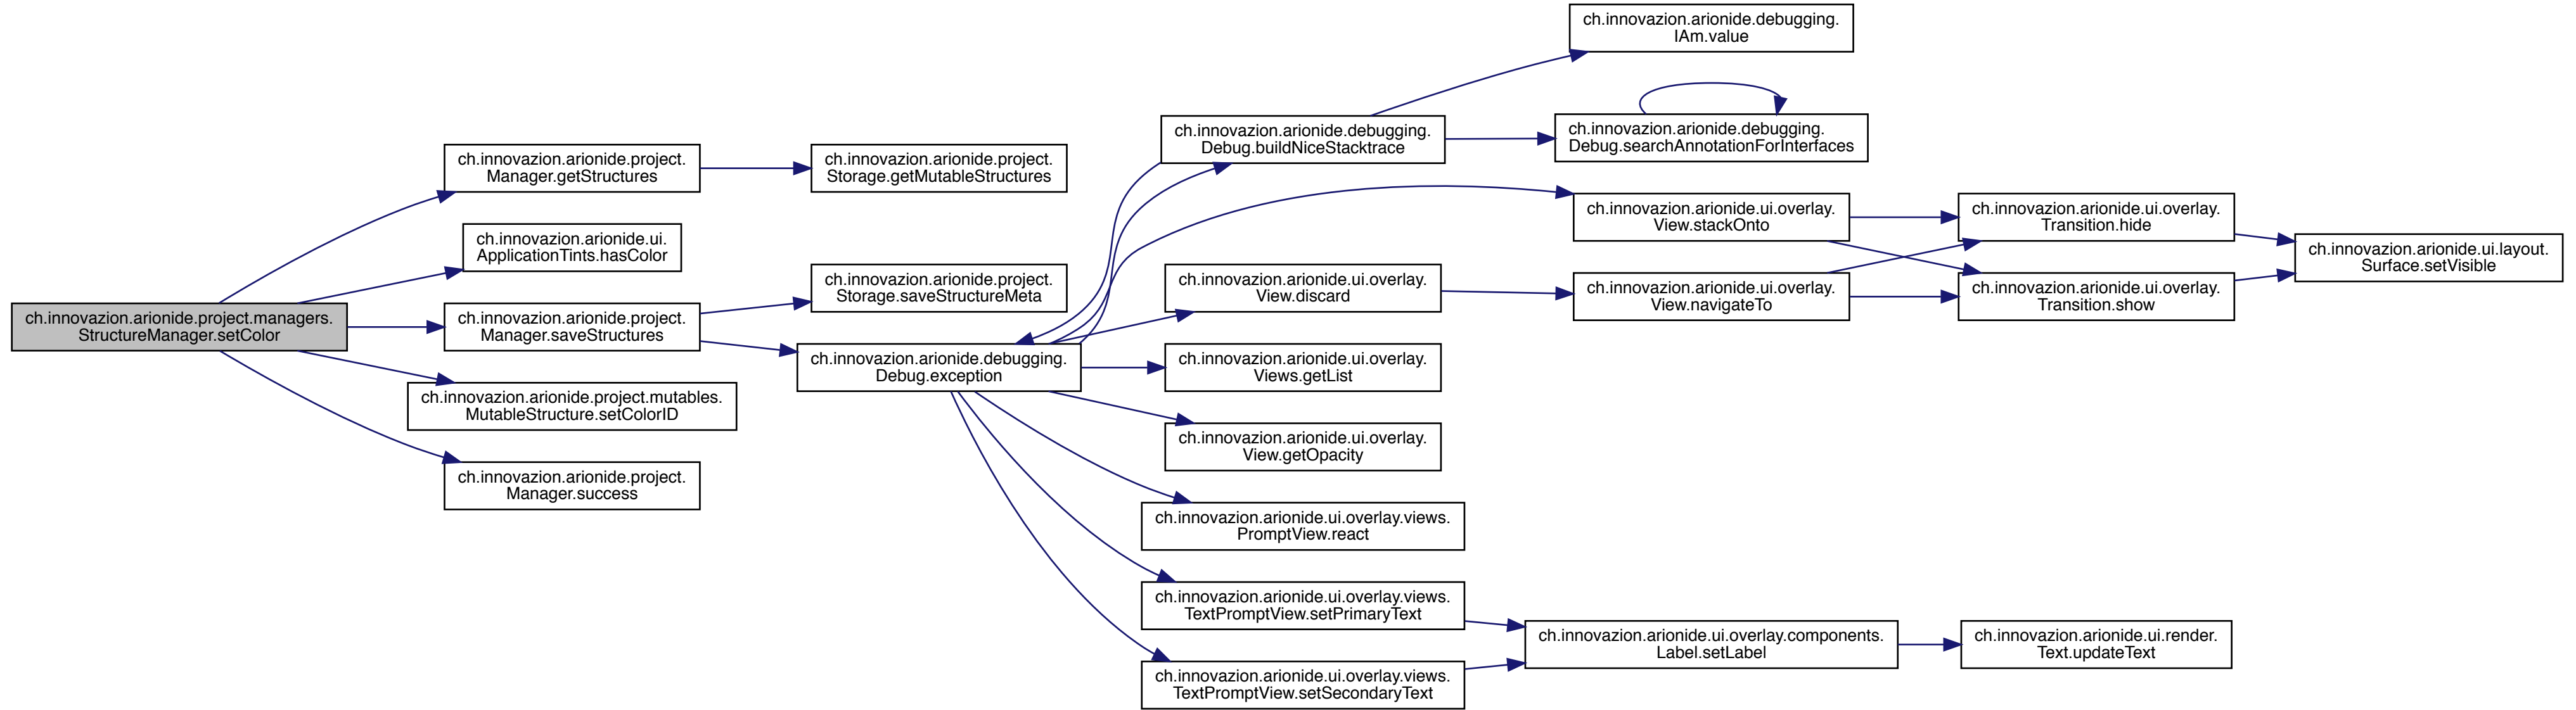 ch.innovazion.arionide.project.managers.
StructureManager.setColor
ch.innovazion.arionide.project.
Manager.getStructures
ch.innovazion.arionide.ui.
ApplicationTints.hasColor
ch.innovazion.arionide.project.
Manager.saveStructures
ch.innovazion.arionide.project.mutables.
MutableStructure.setColorID
ch.innovazion.arionide.project.
Manager.success
ch.innovazion.arionide.project.
Storage.getMutableStructures
ch.innovazion.arionide.project.
Storage.saveStructureMeta
ch.innovazion.arionide.debugging.
Debug.exception
ch.innovazion.arionide.debugging.
Debug.buildNiceStacktrace
ch.innovazion.arionide.ui.overlay.
View.discard
ch.innovazion.arionide.ui.overlay.
Views.getList
ch.innovazion.arionide.ui.overlay.
View.getOpacity
ch.innovazion.arionide.ui.overlay.views.
PromptView.react
ch.innovazion.arionide.ui.overlay.views.
TextPromptView.setPrimaryText
ch.innovazion.arionide.ui.overlay.views.
TextPromptView.setSecondaryText
ch.innovazion.arionide.debugging.
IAm.value
ch.innovazion.arionide.debugging.
Debug.searchAnnotationForInterfaces
ch.innovazion.arionide.ui.overlay.
View.stackOnto
ch.innovazion.arionide.ui.overlay.
View.navigateTo
ch.innovazion.arionide.ui.overlay.components.
Label.setLabel
ch.innovazion.arionide.ui.overlay.
Transition.hide
ch.innovazion.arionide.ui.overlay.
Transition.show
ch.innovazion.arionide.ui.render.
Text.updateText
ch.innovazion.arionide.ui.layout.
Surface.setVisible